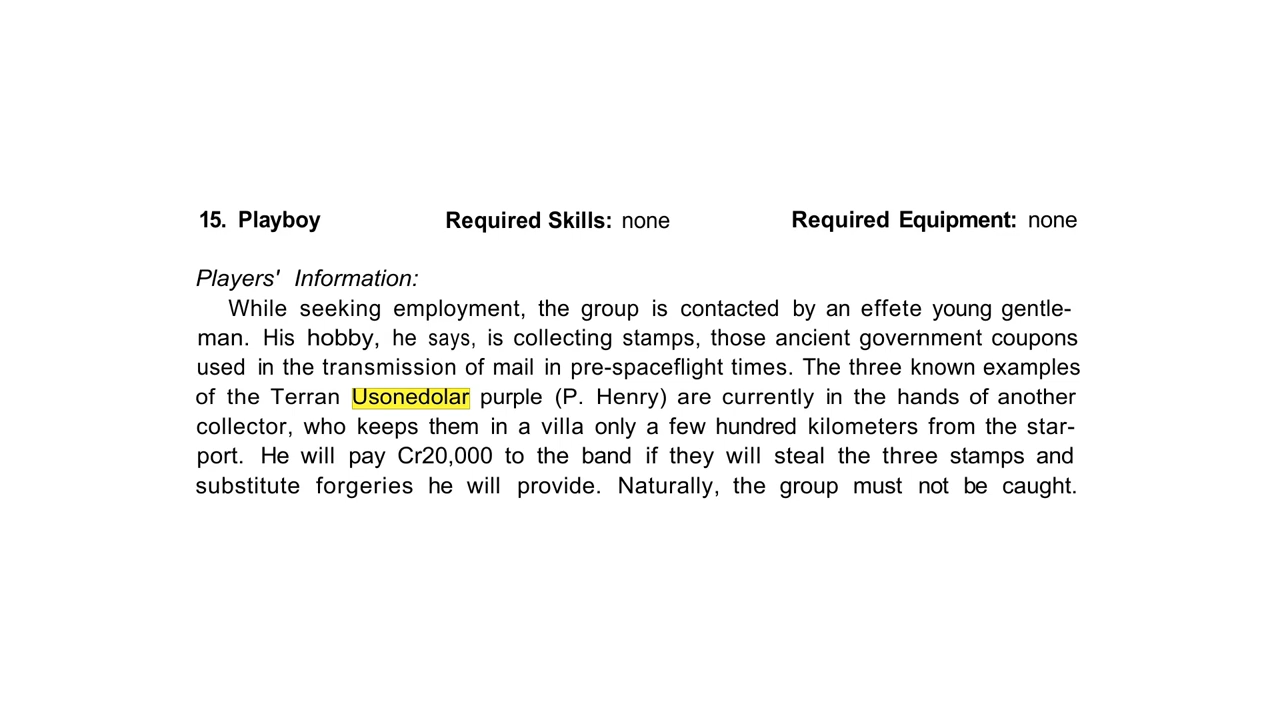 15. Playboy Required Skills: none Required Equipment: none
Players' Information:
While seeking employment, the group is contacted by an effete young gentle-
man. His hobby, he says, is collecting stamps, those ancient government coupons
used in the transmission of mail in pre-spaceflight times. The three known examples
of the Terran Usonedolar purple (P. Henry) are currently in the hands of another
collector, who keeps them in a villa only a few hundred kilometers from the star-
port. He will pay Cr20,000 to the band if they will steal the three stamps and
substitute forgeries he will provide. Naturally, the group must not be caught.